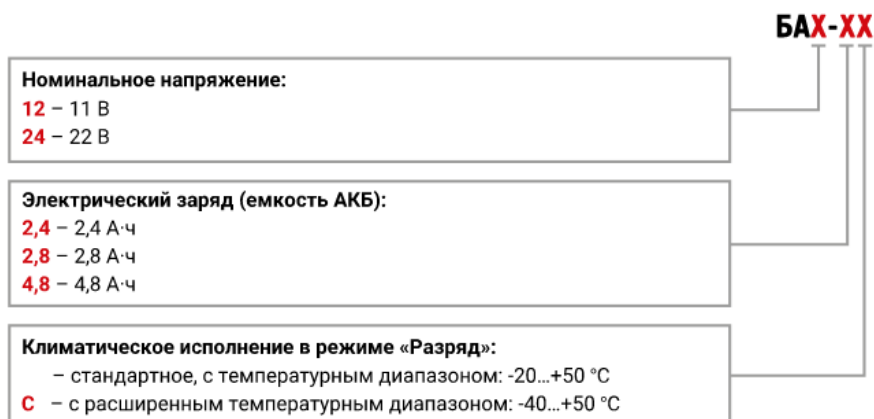 БАХ-ХХ
Номинальное напряжение:
12 – 11 В
24 – 22 В
Электрический заряд (емкость АКБ):
2,4 – 2,4 А·ч
2,8 – 2,8 А·ч
4,8 – 4,8 А·ч
Климатическое исполнение в режиме «Разряд»:
– стандартное, с температурным диапазоном: -20...+50 °С
С – с расширенным температурным диапазоном: -40...+50 °С